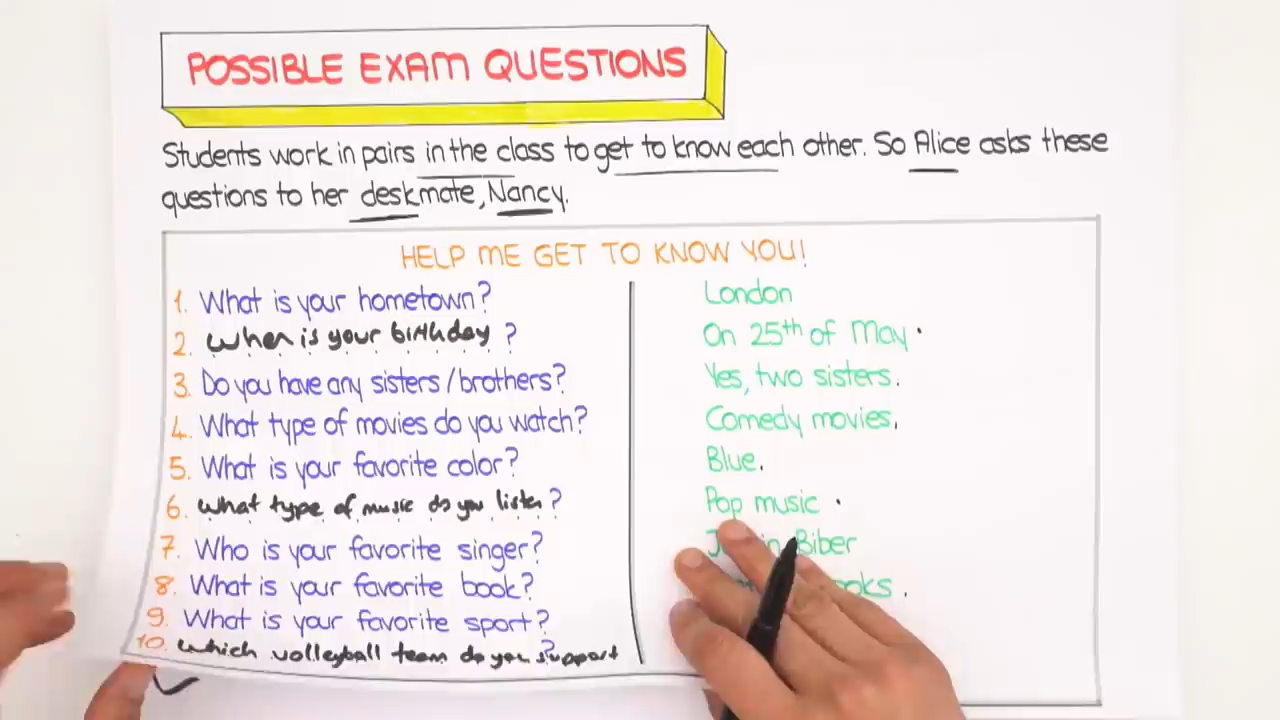 POSSIBLE EXAM QUESTIONS
Students work in pairs in the class to get to know each other. So Alice asks these
questions to her deskmate, Nancy.
HELP ME GET TO KNOW YOU!
1. What is your hometown?
London
2. When is your birthday ?
On 25th of May.
3. Do you have any sisters/brothers?
Yes, two sisters.
4. What type of movies do you watch?
Comedy movies.
5. What is your favorite color?
Blue.
6. What type of music do you listen ?
Pop music.
7. Who is your favorite singer?
Biber
8. What is your favorite book?
9. What is your favorite sport?
10. Which volleyball team do you support ?